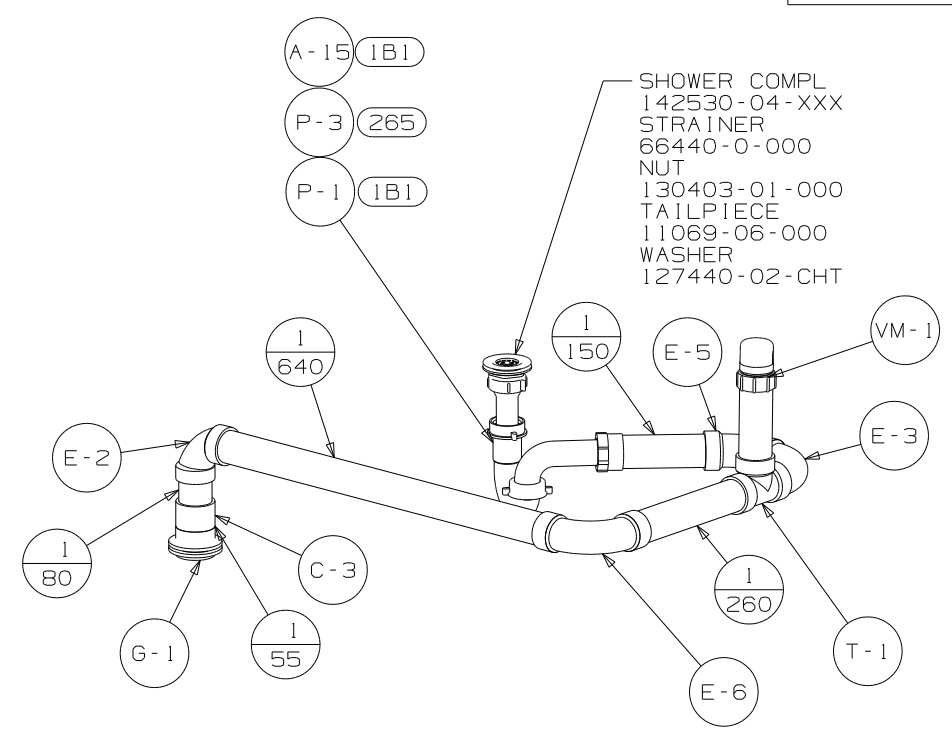 A-15 1B1
P-3 265
P-1 1B1
SHOWER COMPL
142530-04-XXX
STRAINER
66440-0-000
NUT
130403-01-000
TAILPIECE
11069-06-000
WASHER
127440-02-CHT
1
640
1
150
E-5
VM-1
E-2
E-3
1
80
C-3
1
260
G-1
1
55
T-1
E-6